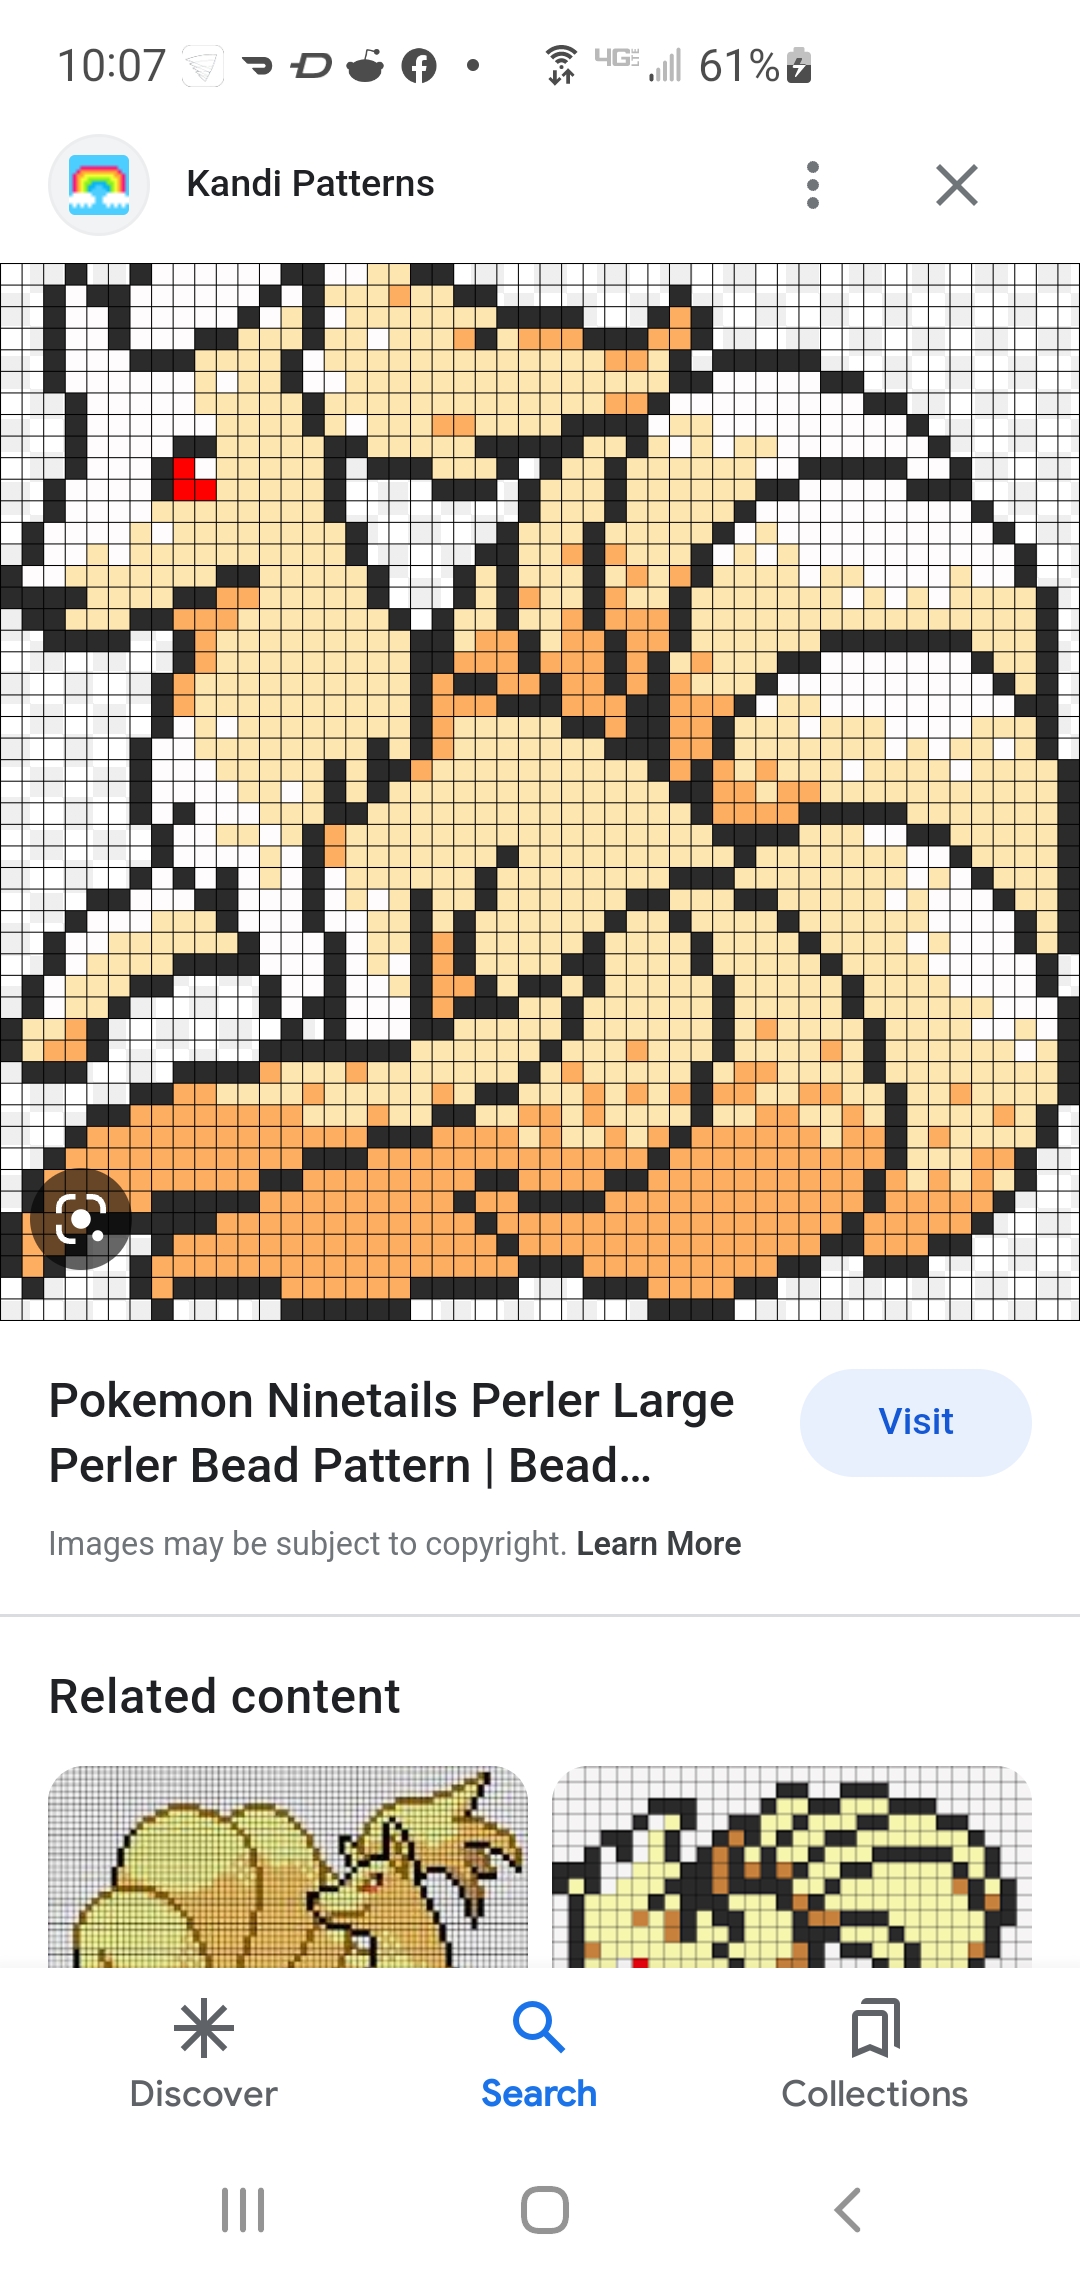 10:07
4G LTE
61%
Kandi Patterns
Pokemon Ninetails Perler Large
Perler Bead Pattern | Bead...
Visit
Images may be subject to copyright. Learn More
Related content
Discover
Search
Collections